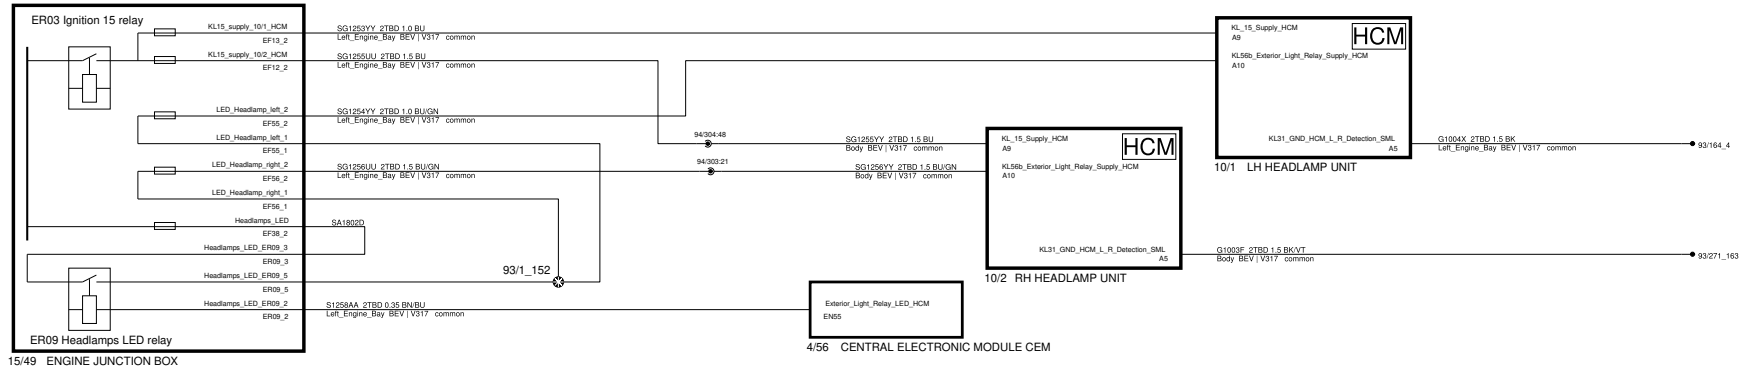 ER03 Ignition 15 relay
KL15_supply_10/1_HCM
EF13_2
KL15_supply_10/2_HCM
EF12_2
LED_Headlamp_left_2
EF55_2
LED_Headlamp_left_1
EF55_1
LED_Headlamp_right_2
EF56_2
LED_Headlamp_right_1
EF56_1
Headlamps_LED
EF38_2
Headlamps_LED_ER09_3
ER09_3
Headlamps_LED_ER09_5
ER09_5
Headlamps_LED_ER09_2
ER09_2
ER09 Headlamps LED relay
15/49 ENGINE JUNCTION BOX
SG1253YY 2TBD 1.0 BU
Left_Engine_Bay BEV | V317 common
SG1255UU 2TBD 1.5 BU
Left_Engine_Bay BEV | V317 common
SG1254YY 2TBD 1.0 BU/GN
Left_Engine_Bay BEV | V317 common
SG1256UU 2TBD 1.5 BU/GN
Left_Engine_Bay BEV | V317 common
SA1802D
93/1_152
S1258AA 2TBD 0.35 BN/BU
Left_Engine_Bay BEV | V317 common
94/304:48
94/303:21
SG1255YY 2TBD 1.5 BU
Body BEV | V317 common
SG1256YY 2TBD 1.5 BU/GN
Body BEV | V317 common
Exterior_Light_Relay_LED_HCM
EN55
4/56 CENTRAL ELECTRONIC MODULE CEM
KL_15_Supply_HCM
A9
HCM
KL56b_Exterior_Light_Relay_Supply_HCM
A10
KL31_GND_HCM_L_R_Detection_SML
A5
10/2 RH HEADLAMP UNIT
KL_15_Supply_HCM
A9
HCM
KL56b_Exterior_Light_Relay_Supply_HCM
A10
KL31_GND_HCM_L_R_Detection_SML
A5
10/1 LH HEADLAMP UNIT
G1004X 2TBD 1.5 BK
Left_Engine_Bay BEV | V317 common
93/164_4
G1003F 2TBD 1.5 BK/VT
Body BEV | V317 common
93/271_163